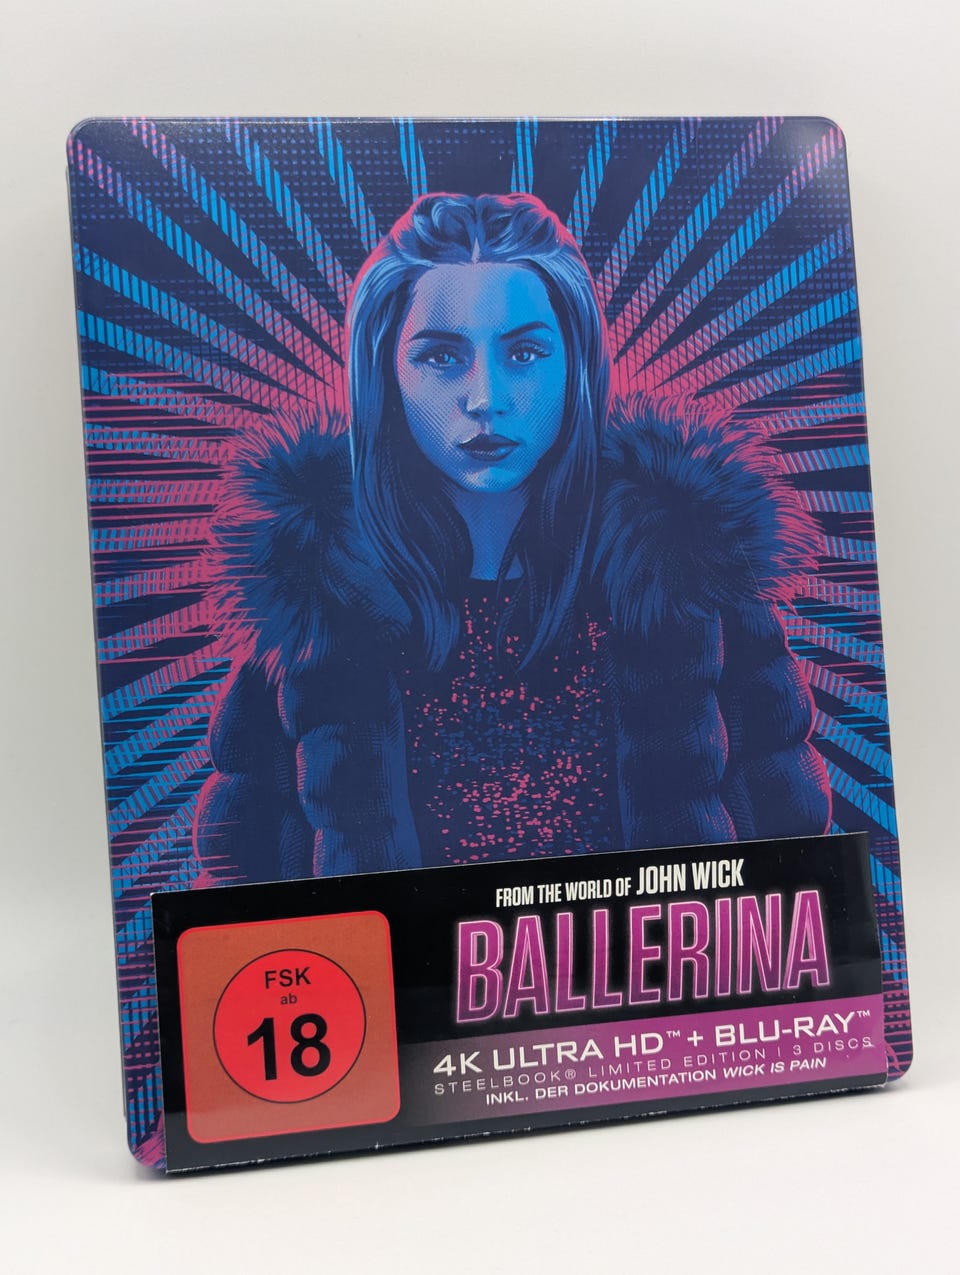 FSK
ab
18
FROM THE WORLD OF JOHN WICK
BALLERINA
4K ULTRA HD™ + BLU-RAY™
STEELBOOK® LIMITED EDITION | 3 DISCS
INKL. DER DOKUMENTATION WICK IS PAIN